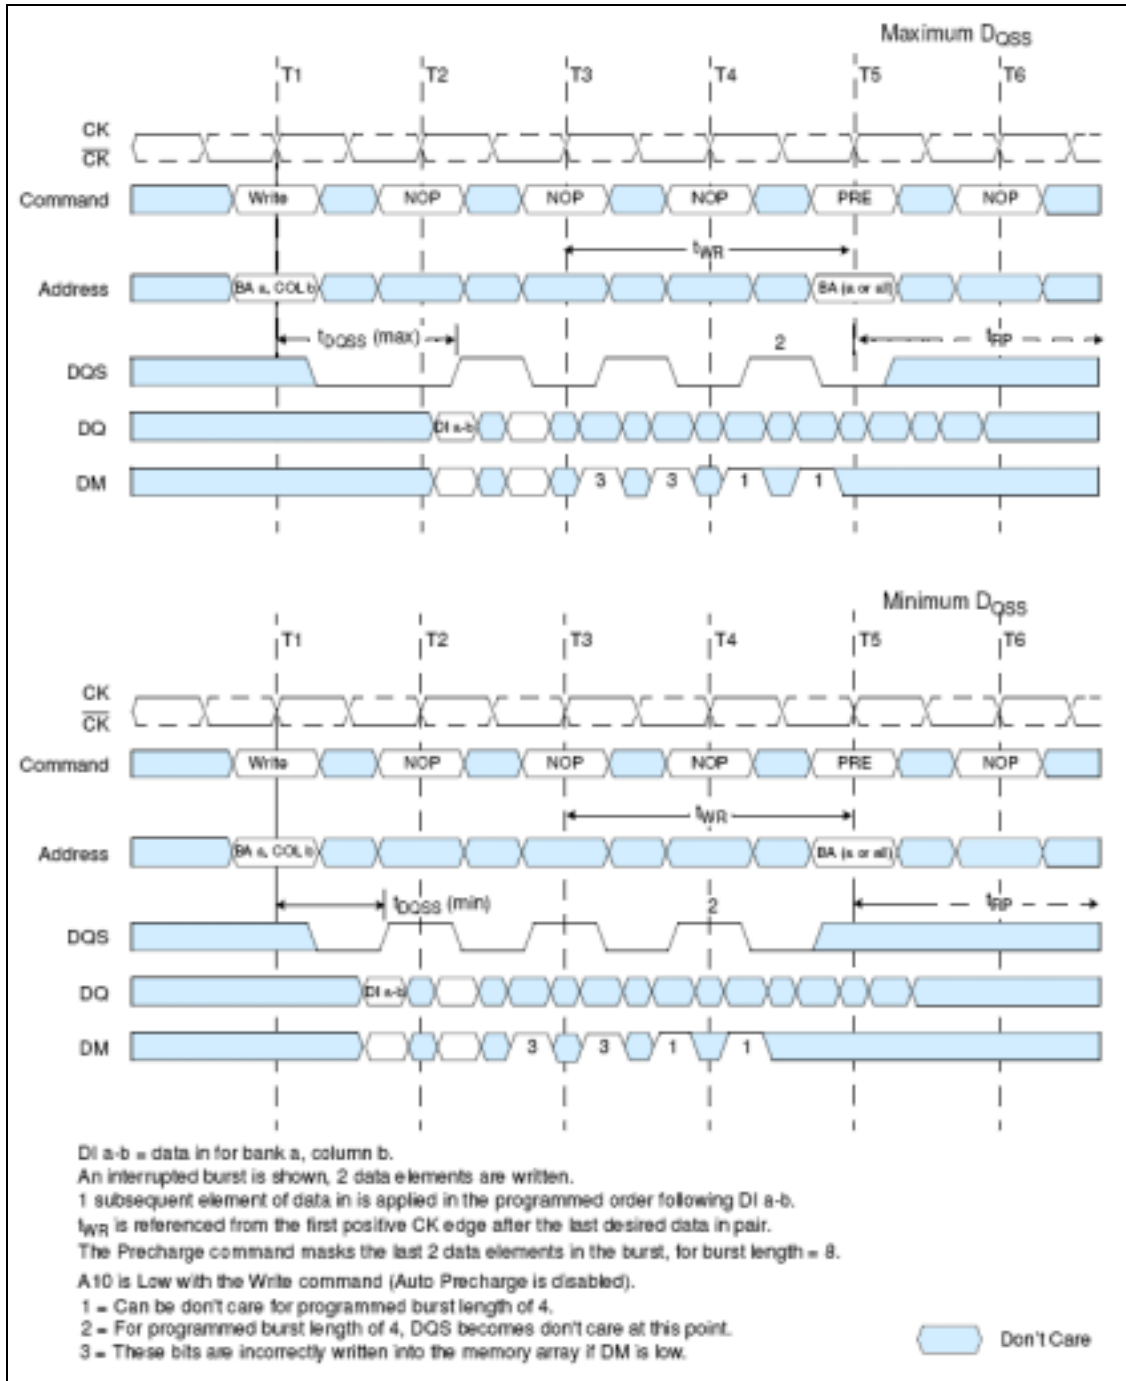 Maximum DQSS
T1 T2 T3 T4 T5 T6
CK
CK
Command Write NOP NOP NOP PRE NOP
tWR
Address BA a, COL b BA (a or all)
tDQSS (max) 2 tRP
DQS
DQ DI a-b
DM 3 3 1 1
Minimum DQSS
T1 T2 T3 T4 T5 T6
CK
CK
Command Write NOP NOP NOP PRE NOP
tWR
Address BA a, COL b BA (a or all)
tDQSS (min) 2 tRP
DQS
DQ DI a-b
DM 3 3 1 1
DI a-b = data in for bank a, column b.
An interrupted burst is shown, 2 data elements are written.
1 subsequent element of data in is applied in the programmed order following DI a-b.
tWR is referenced from the first positive CK edge after the last desired data in pair.
The Precharge command masks the last 2 data elements in the burst, for burst length = 8.
A10 is Low with the Write command (Auto Precharge is disabled).
1 = Can be don't care for programmed burst length of 4.
2 = For programmed burst length of 4, DQS becomes don't care at this point.
3 = These bits are incorrectly written into the memory array if DM is low.
Don't Care